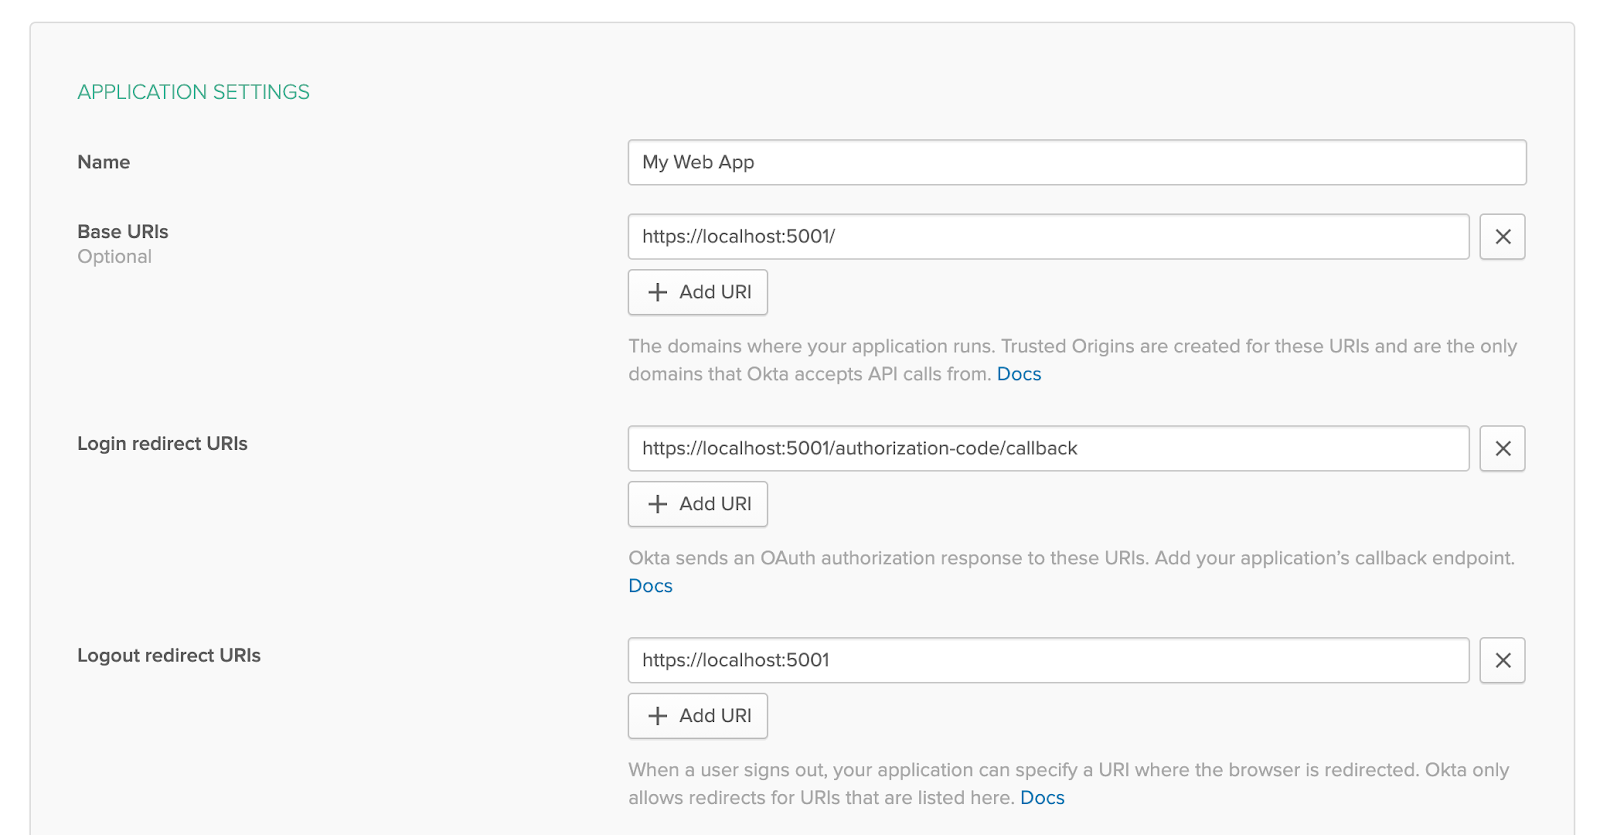 APPLICATION SETTINGS
Name
My Web App
Base URIs
Optional
https://localhost:5001/
Add URI
The domains where your application runs. Trusted Origins are created for these URIs and are the only
domains that Okta accepts API calls from. Docs
Login redirect URIs
https://localhost:5001/authorization-code/callback
Add URI
Okta sends an OAuth authorization response to these URIs. Add your application’s callback endpoint.
Docs
Logout redirect URIs
https://localhost:5001
Add URI
When a user signs out, your application can specify a URI where the browser is redirected. Okta only
allows redirects for URIs that are listed here. Docs